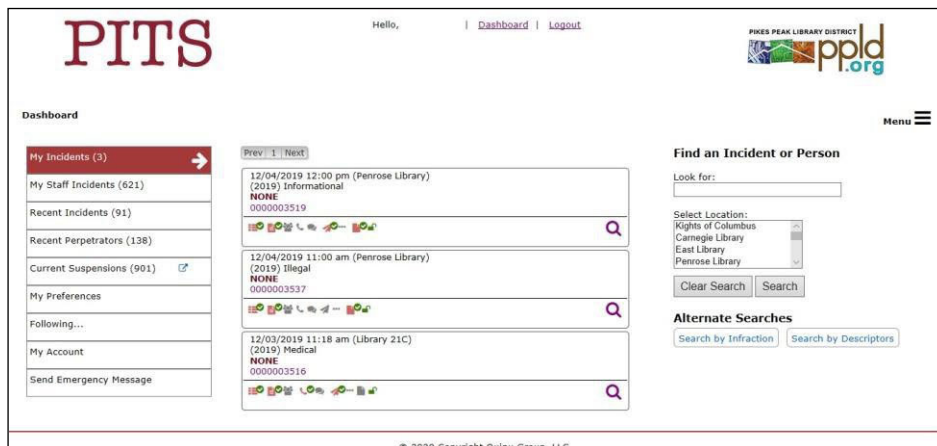 PITS
Hello, | Dashboard | Logout
PIKES PEAK LIBRARY DISTRICT
ppld
.org
Dashboard
Menu
My Incidents (3)
My Staff Incidents (621)
Recent Incidents (91)
Recent Perpetrators (138)
Current Suspensions (901)
My Preferences
Following...
My Account
Send Emergency Message
Prev 1 Next
12/04/2019 12:00 pm (Penrose Library)
(2019) Informational
NONE
0000003519
12/04/2019 11:00 am (Penrose Library)
(2019) Illegal
NONE
0000003537
12/03/2019 11:18 am (Library 21C)
(2019) Medical
NONE
0000003516
Find an Incident or Person
Look for:
Select Location:
Kights of Columbus
Carnegie Library
East Library
Penrose Library
Clear Search Search
Alternate Searches
Search by Infraction Search by Descriptors
© 2020 Copyright Group, LLC